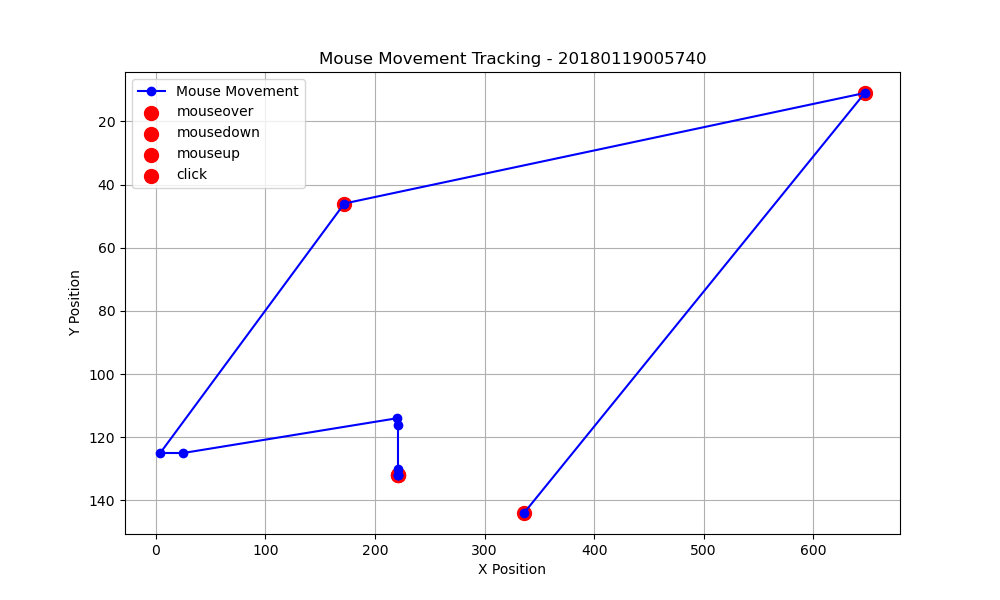 Mouse Movement Tracking - 20180119005740
Mouse Movement
mouseover
mousedown
mouseup
click
20
40
60
80
100
120
140
Y Position
0 100 200 300 400 500 600
X Position